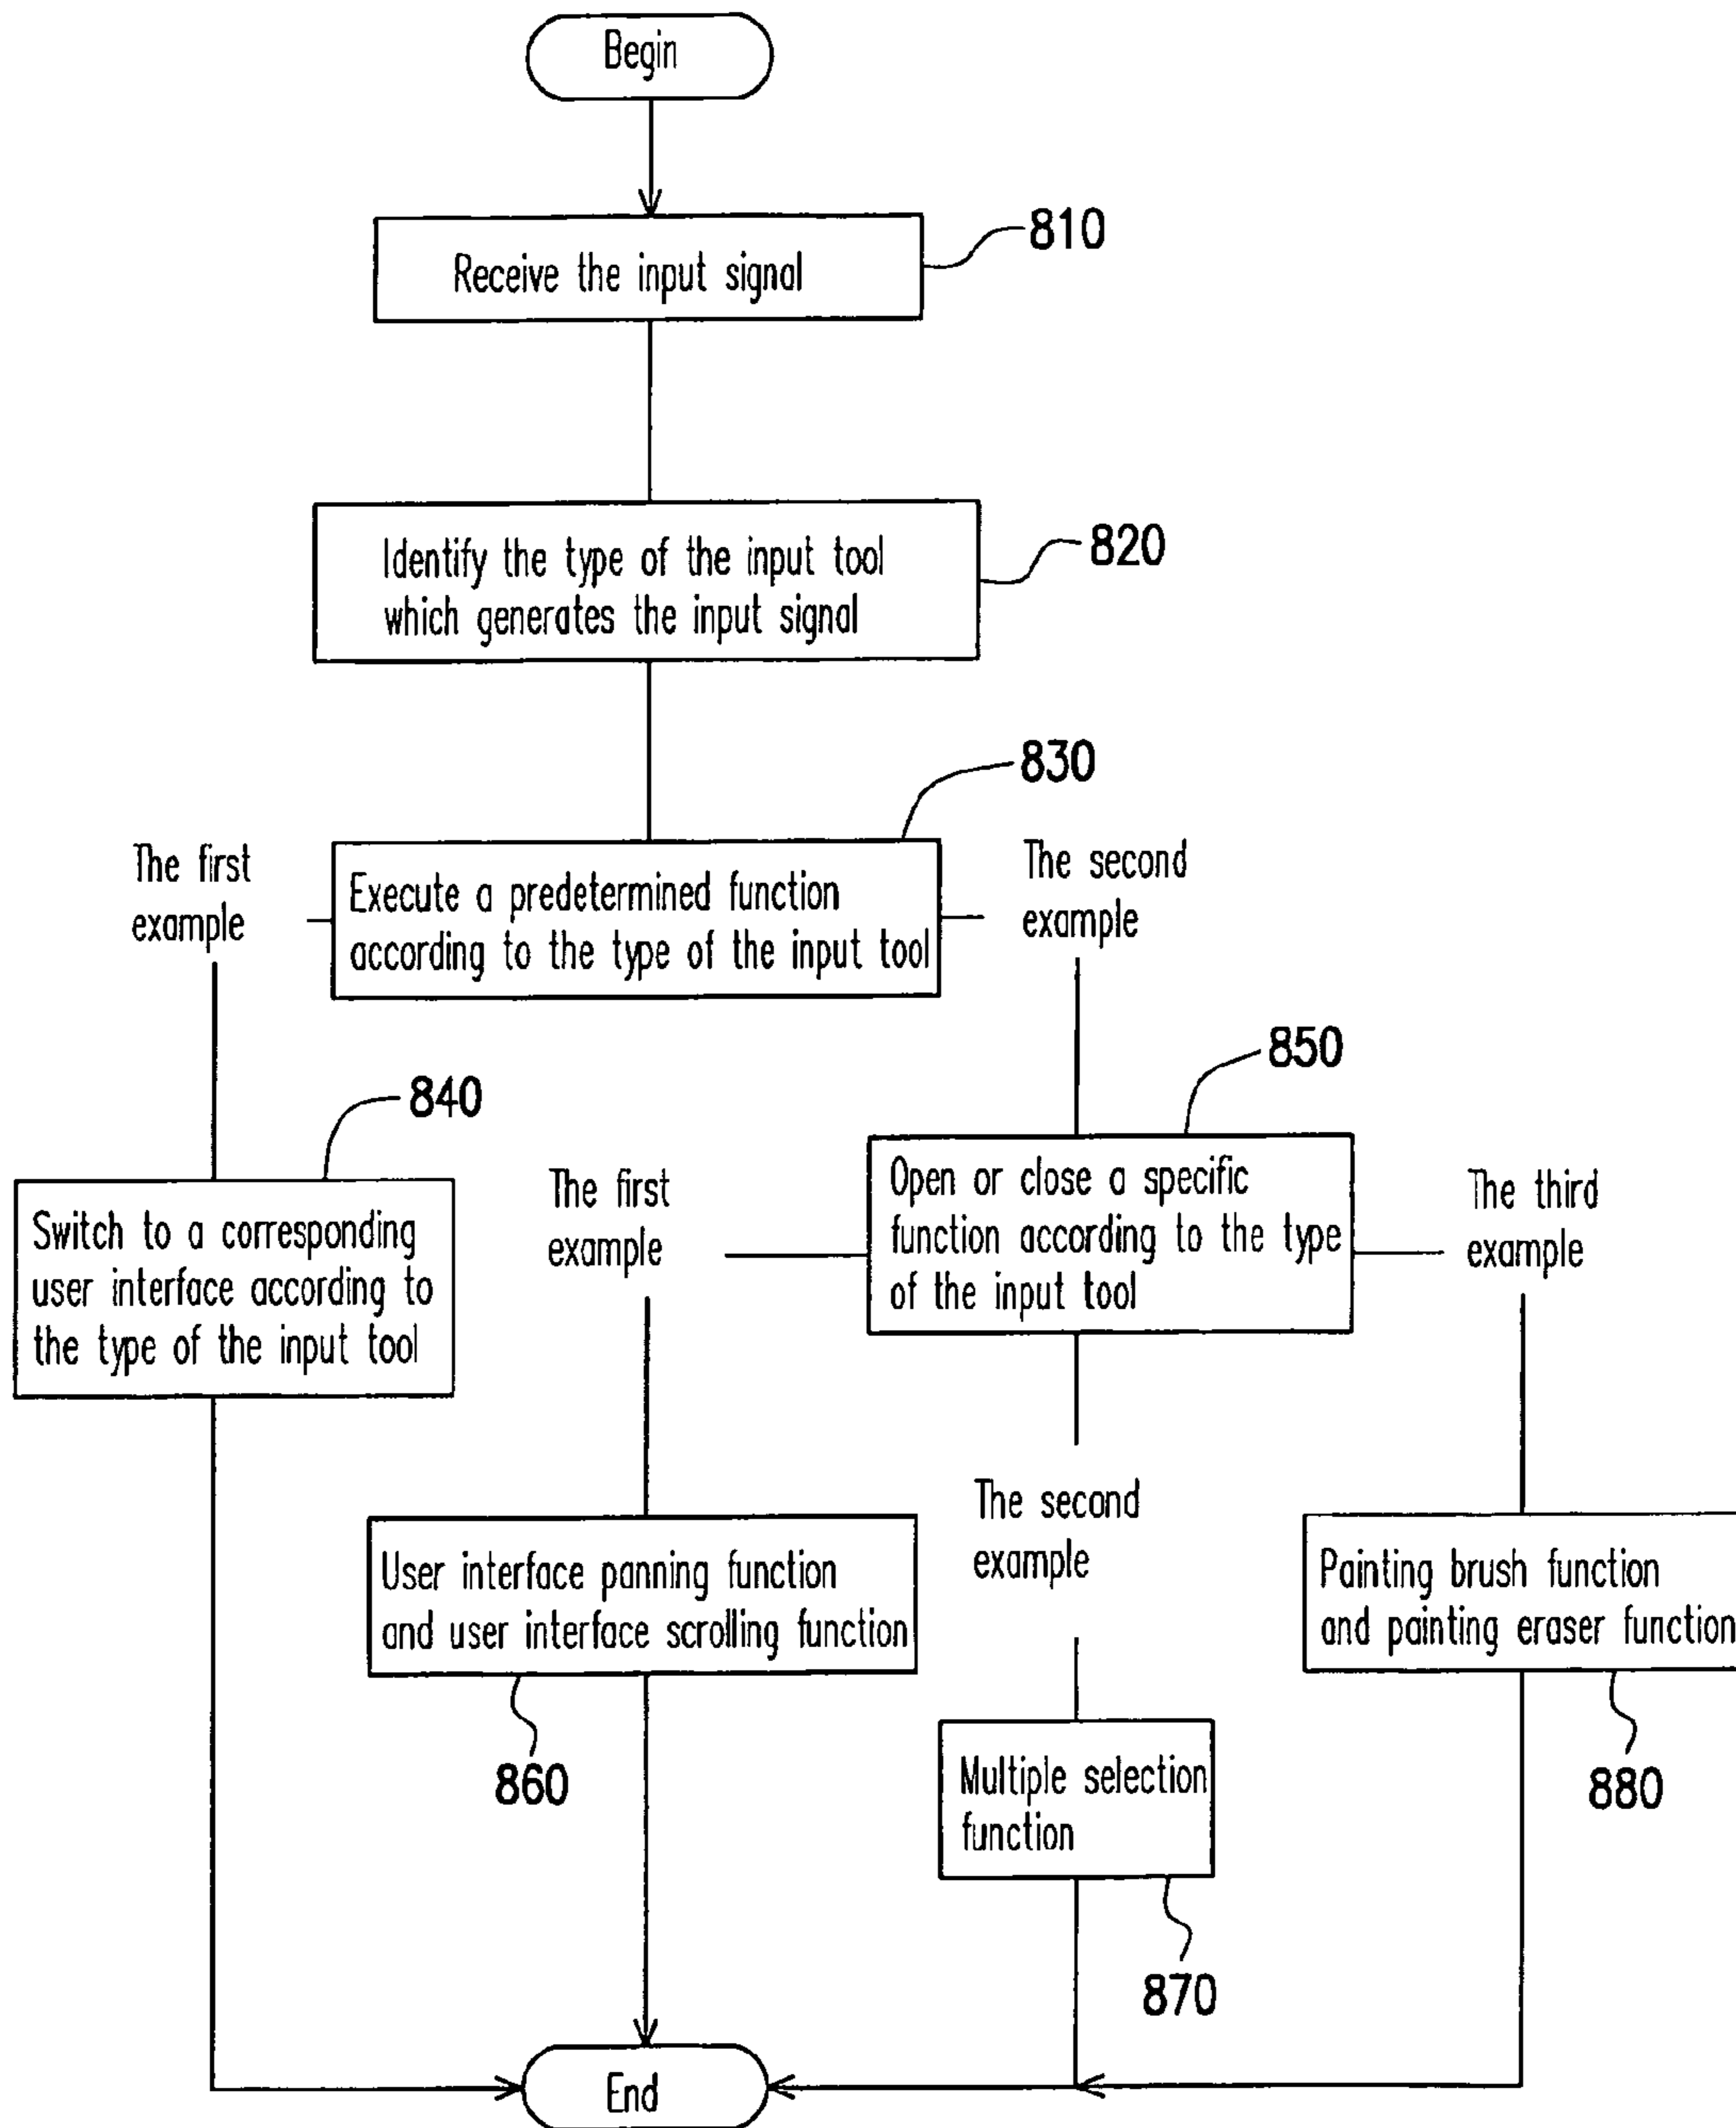 Begin
810
Receive the input signal
820
Identify the type of the input tool
which generates the input signal
830
The first
example
Execute a predetermined function
according to the type of the input tool
The second
example
850
840
Switch to a corresponding
user interface according to
the type of the input tool
The first
example
Open or close a specific
function according to the type
of the input tool
The third
example
The second
example
User interface panning function
and user interface scrolling function
860
Painting brush function
and painting eraser function
880
Multiple selection
function
870
End